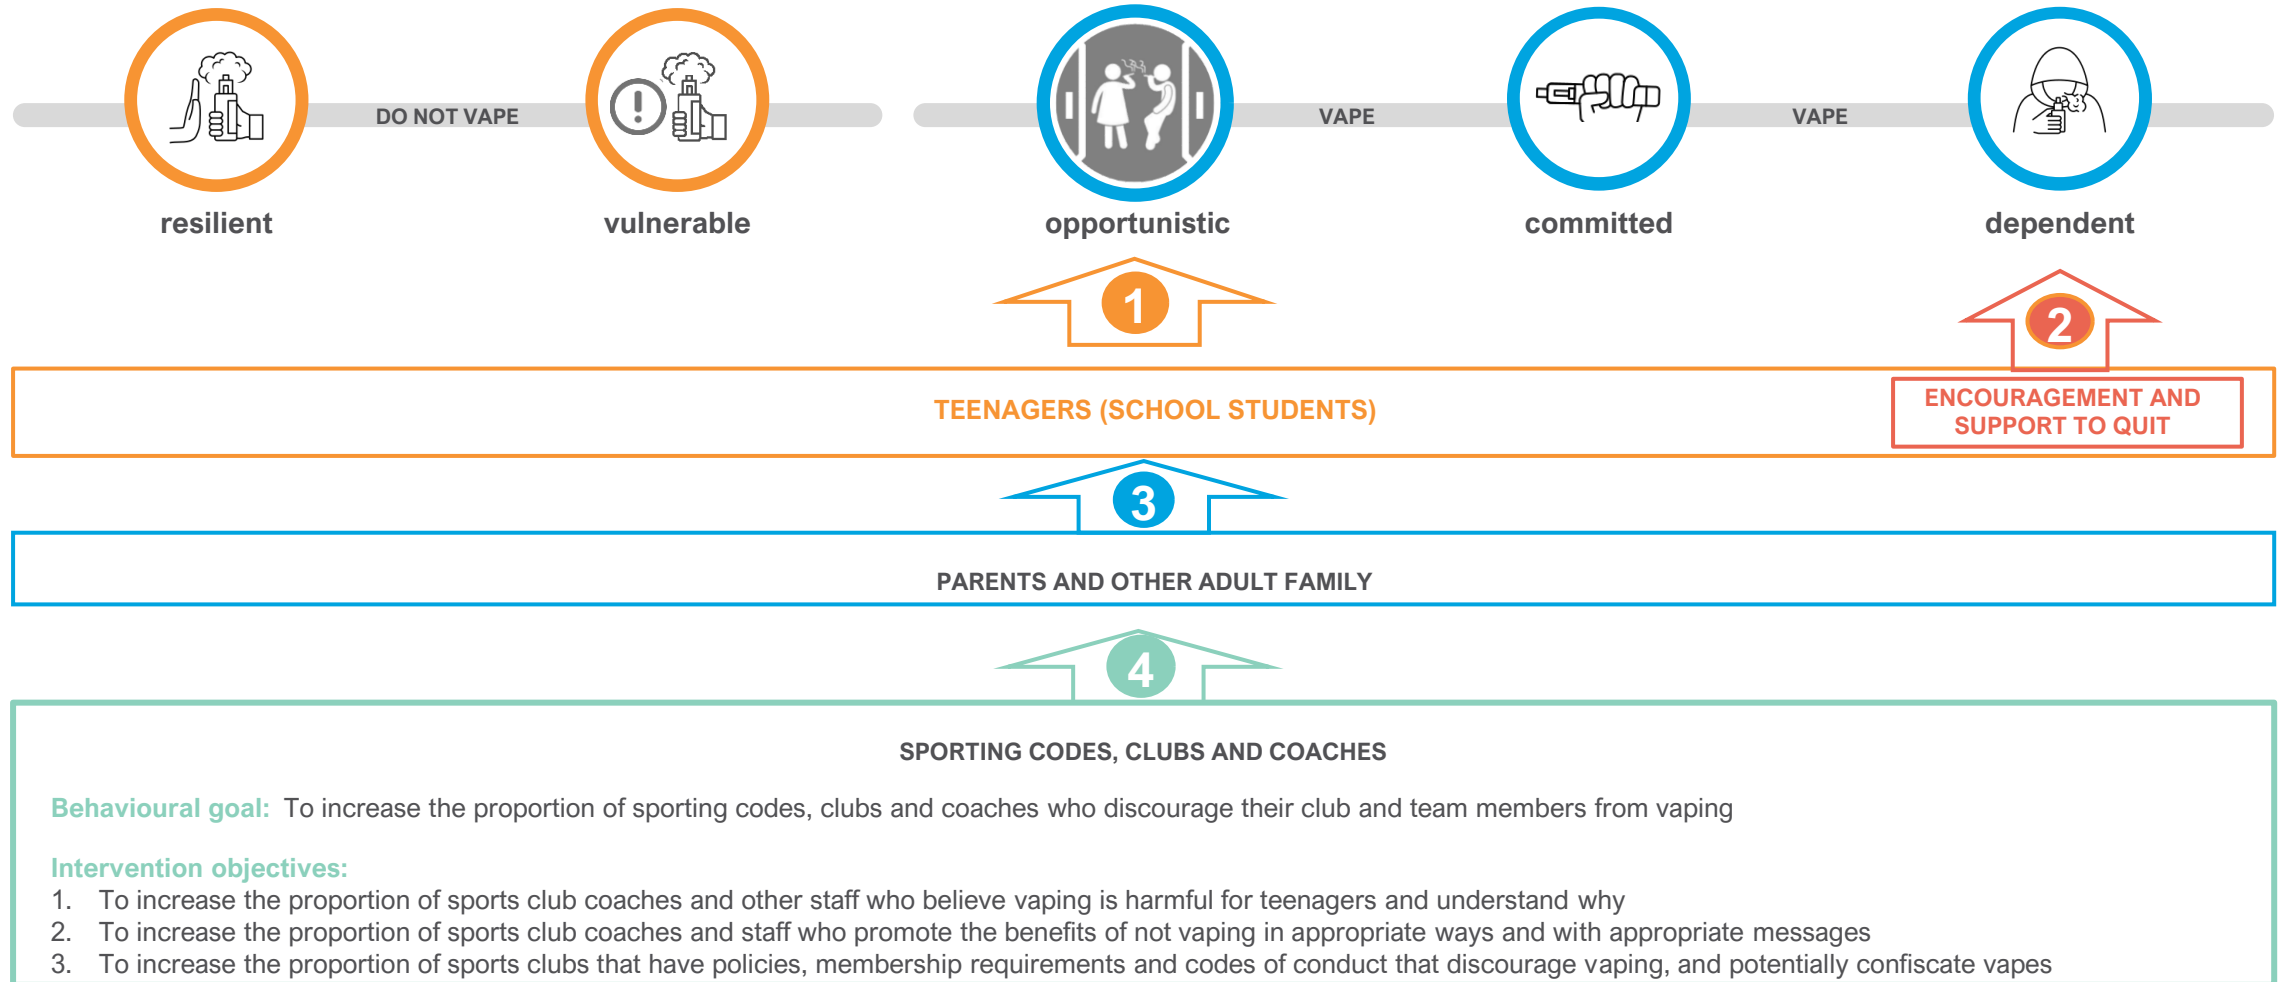 DO NOT VAPE
VAPE
VAPE
resilient
vulnerable
opportunistic
committed
dependent
1
2
TEENAGERS (SCHOOL STUDENTS)
ENCOURAGEMENT AND
SUPPORT TO QUIT
3
PARENTS AND OTHER ADULT FAMILY
4
SPORTING CODES, CLUBS AND COACHES
Behavioural goal: To increase the proportion of sporting codes, clubs and coaches who discourage their club and team members from vaping
Intervention objectives:
1. To increase the proportion of sports club coaches and other staff who believe vaping is harmful for teenagers and understand why
2. To increase the proportion of sports club coaches and staff who promote the benefits of not vaping in appropriate ways and with appropriate messages
3. To increase the proportion of sports clubs that have policies, membership requirements and codes of conduct that discourage vaping, and potentially confiscate vapes